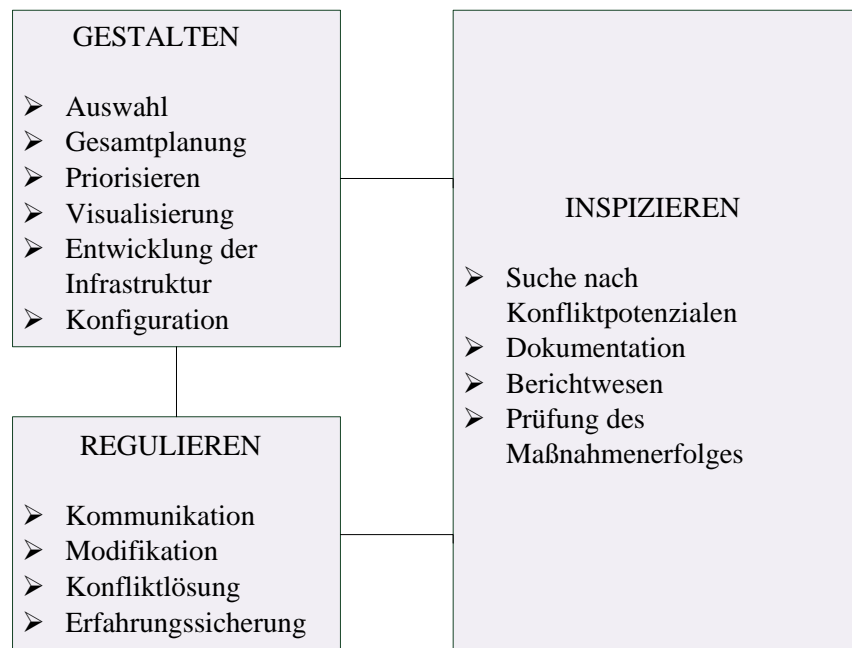 GESTALTEN
➢ Auswahl
➢ Gesamtplanung
➢ Priorisieren
➢ Visualisierung
➢ Entwicklung der
Infrastruktur
➢ Konfiguration
REGULIEREN
➢ Kommunikation
➢ Modifikation
➢ Konfliktlösung
➢ Erfahrungssicherung
INSPIZIEREN
➢ Suche nach
Konfliktpotenzialen
➢ Dokumentation
➢ Berichtwesen
➢ Prüfung des
Maßnahmenerfolges